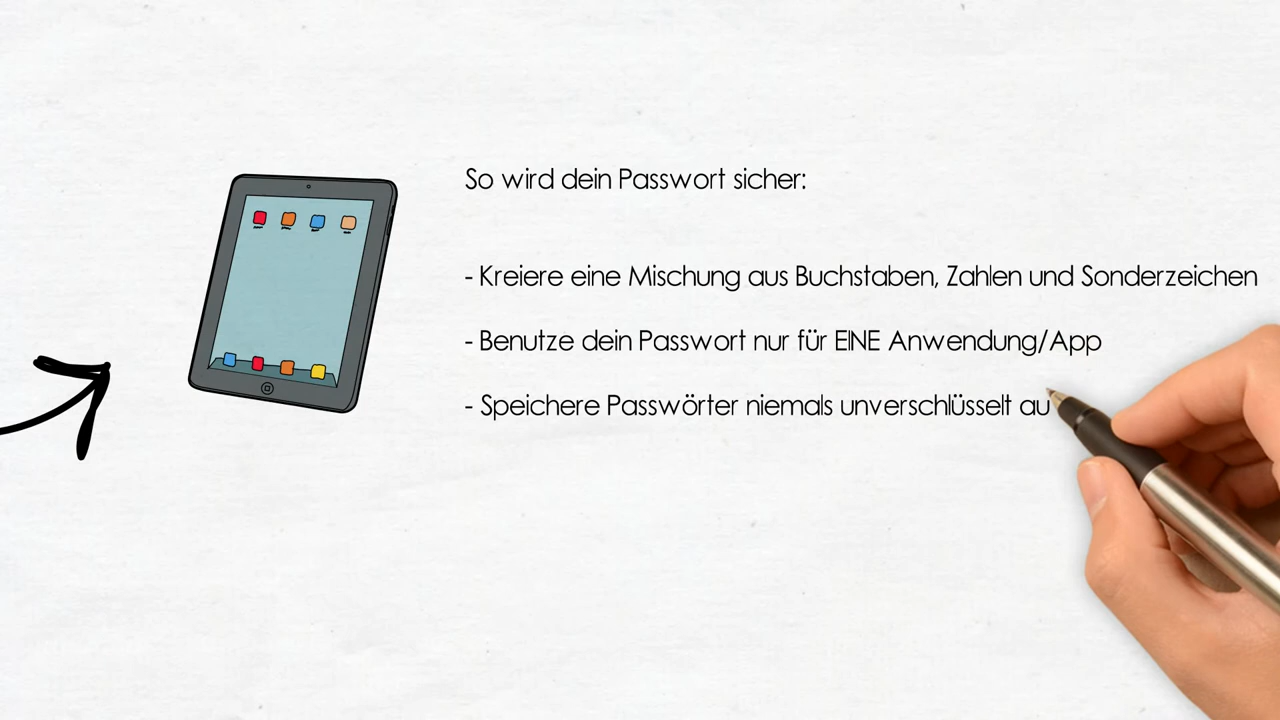 So wird dein Passwort sicher:
- Kreiere eine Mischung aus Buchstaben, Zahlen und Sonderzeichen
- Benutze dein Passwort nur für EINE Anwendung/App
- Speichere Passwörter niemals unverschlüsselt au